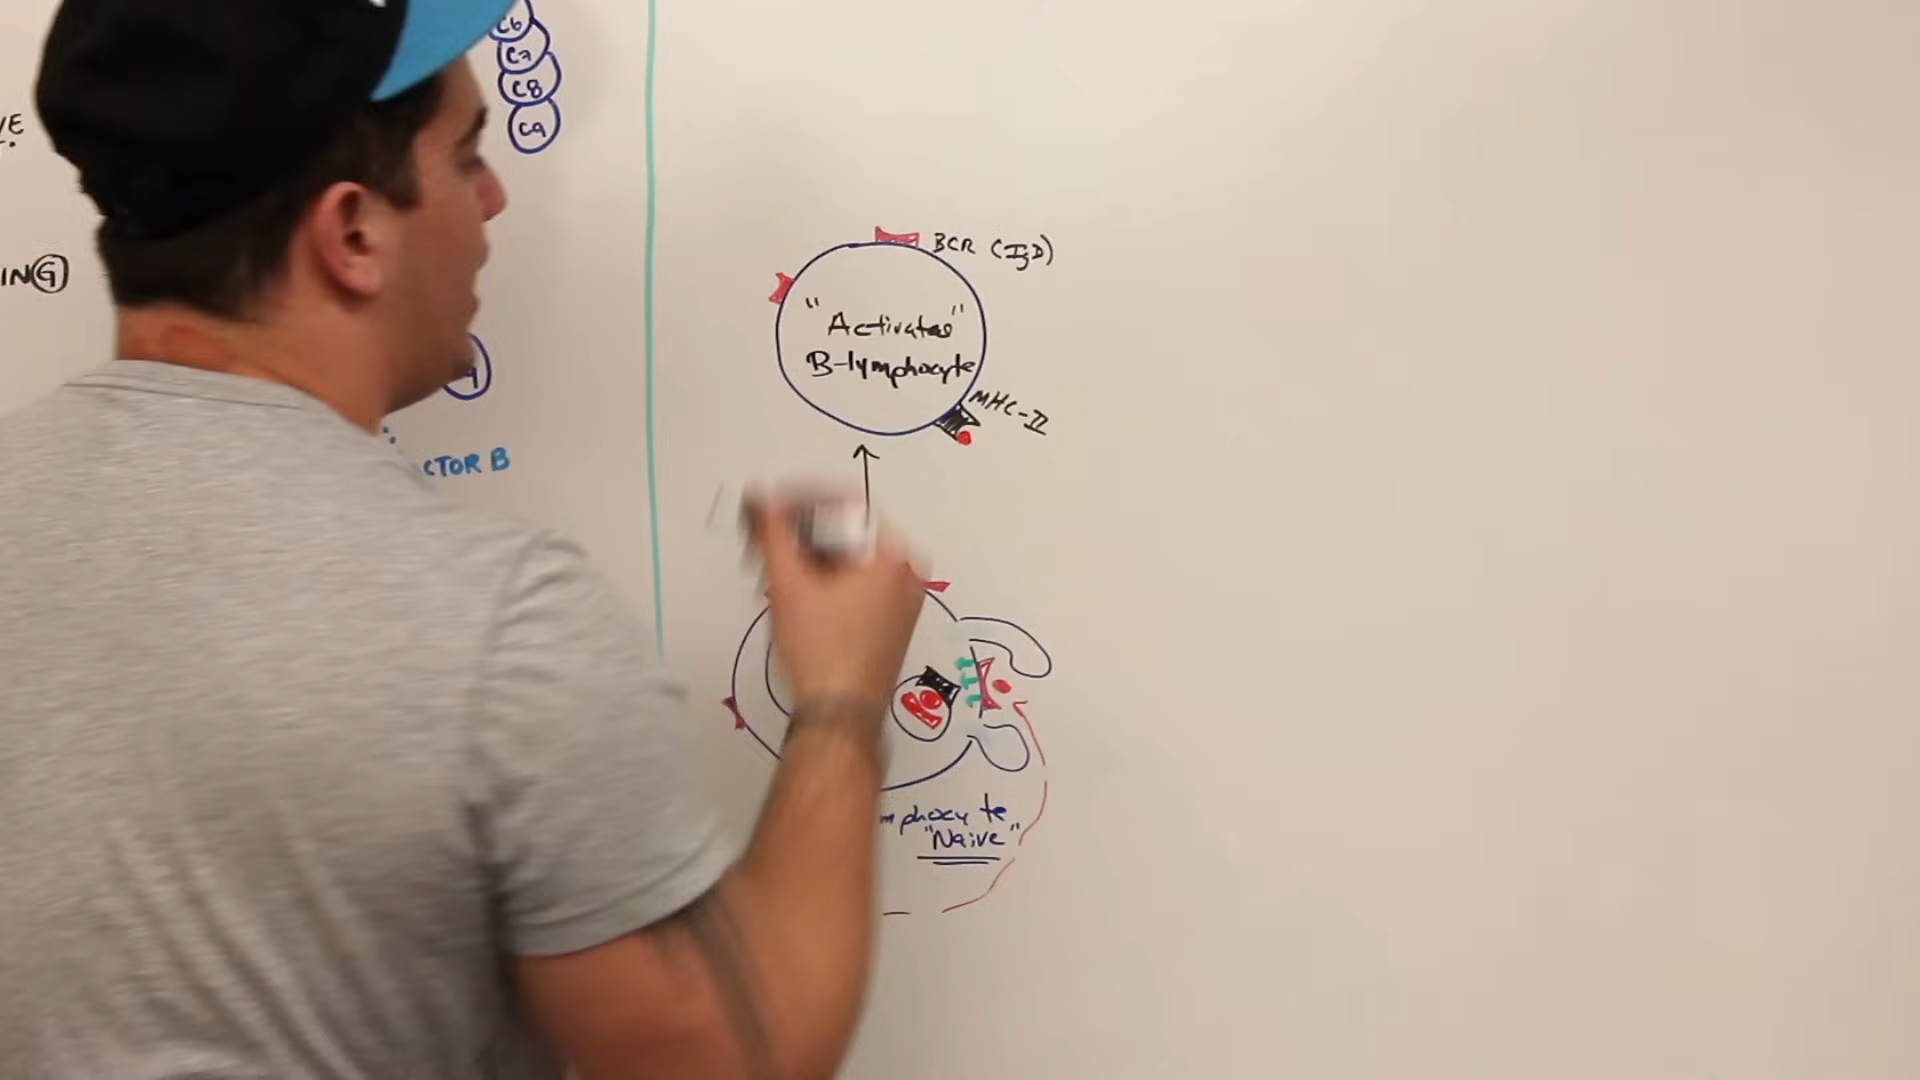 C6
C7
C8
C9
VE
ING
CTOR B
BCR (IgD)
"Activated"
B-lymphocyte
MHC-II
mphocyte
"Naive"